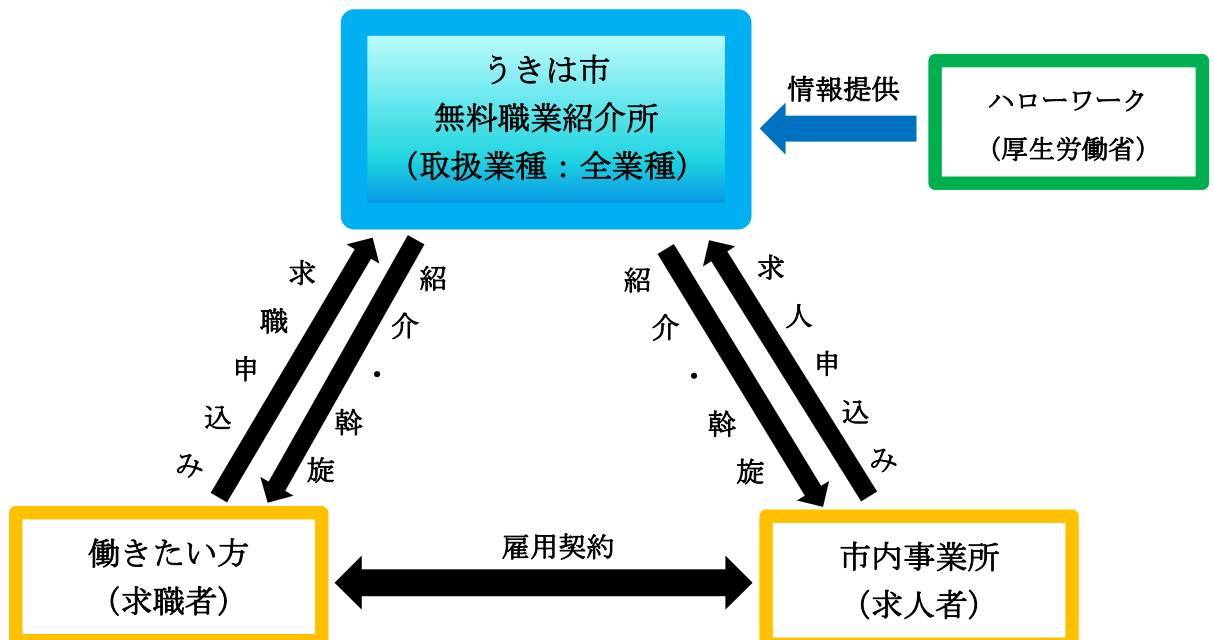 うきは市
無料職業紹介所
（取扱業種：全業種）
情報提供
ハローワーク
（厚生労働省）
求職申込み
紹介・斡旋
紹介・斡旋
求人申込み
働きたい方
（求職者）
雇用契約
市内事業所
（求人者）